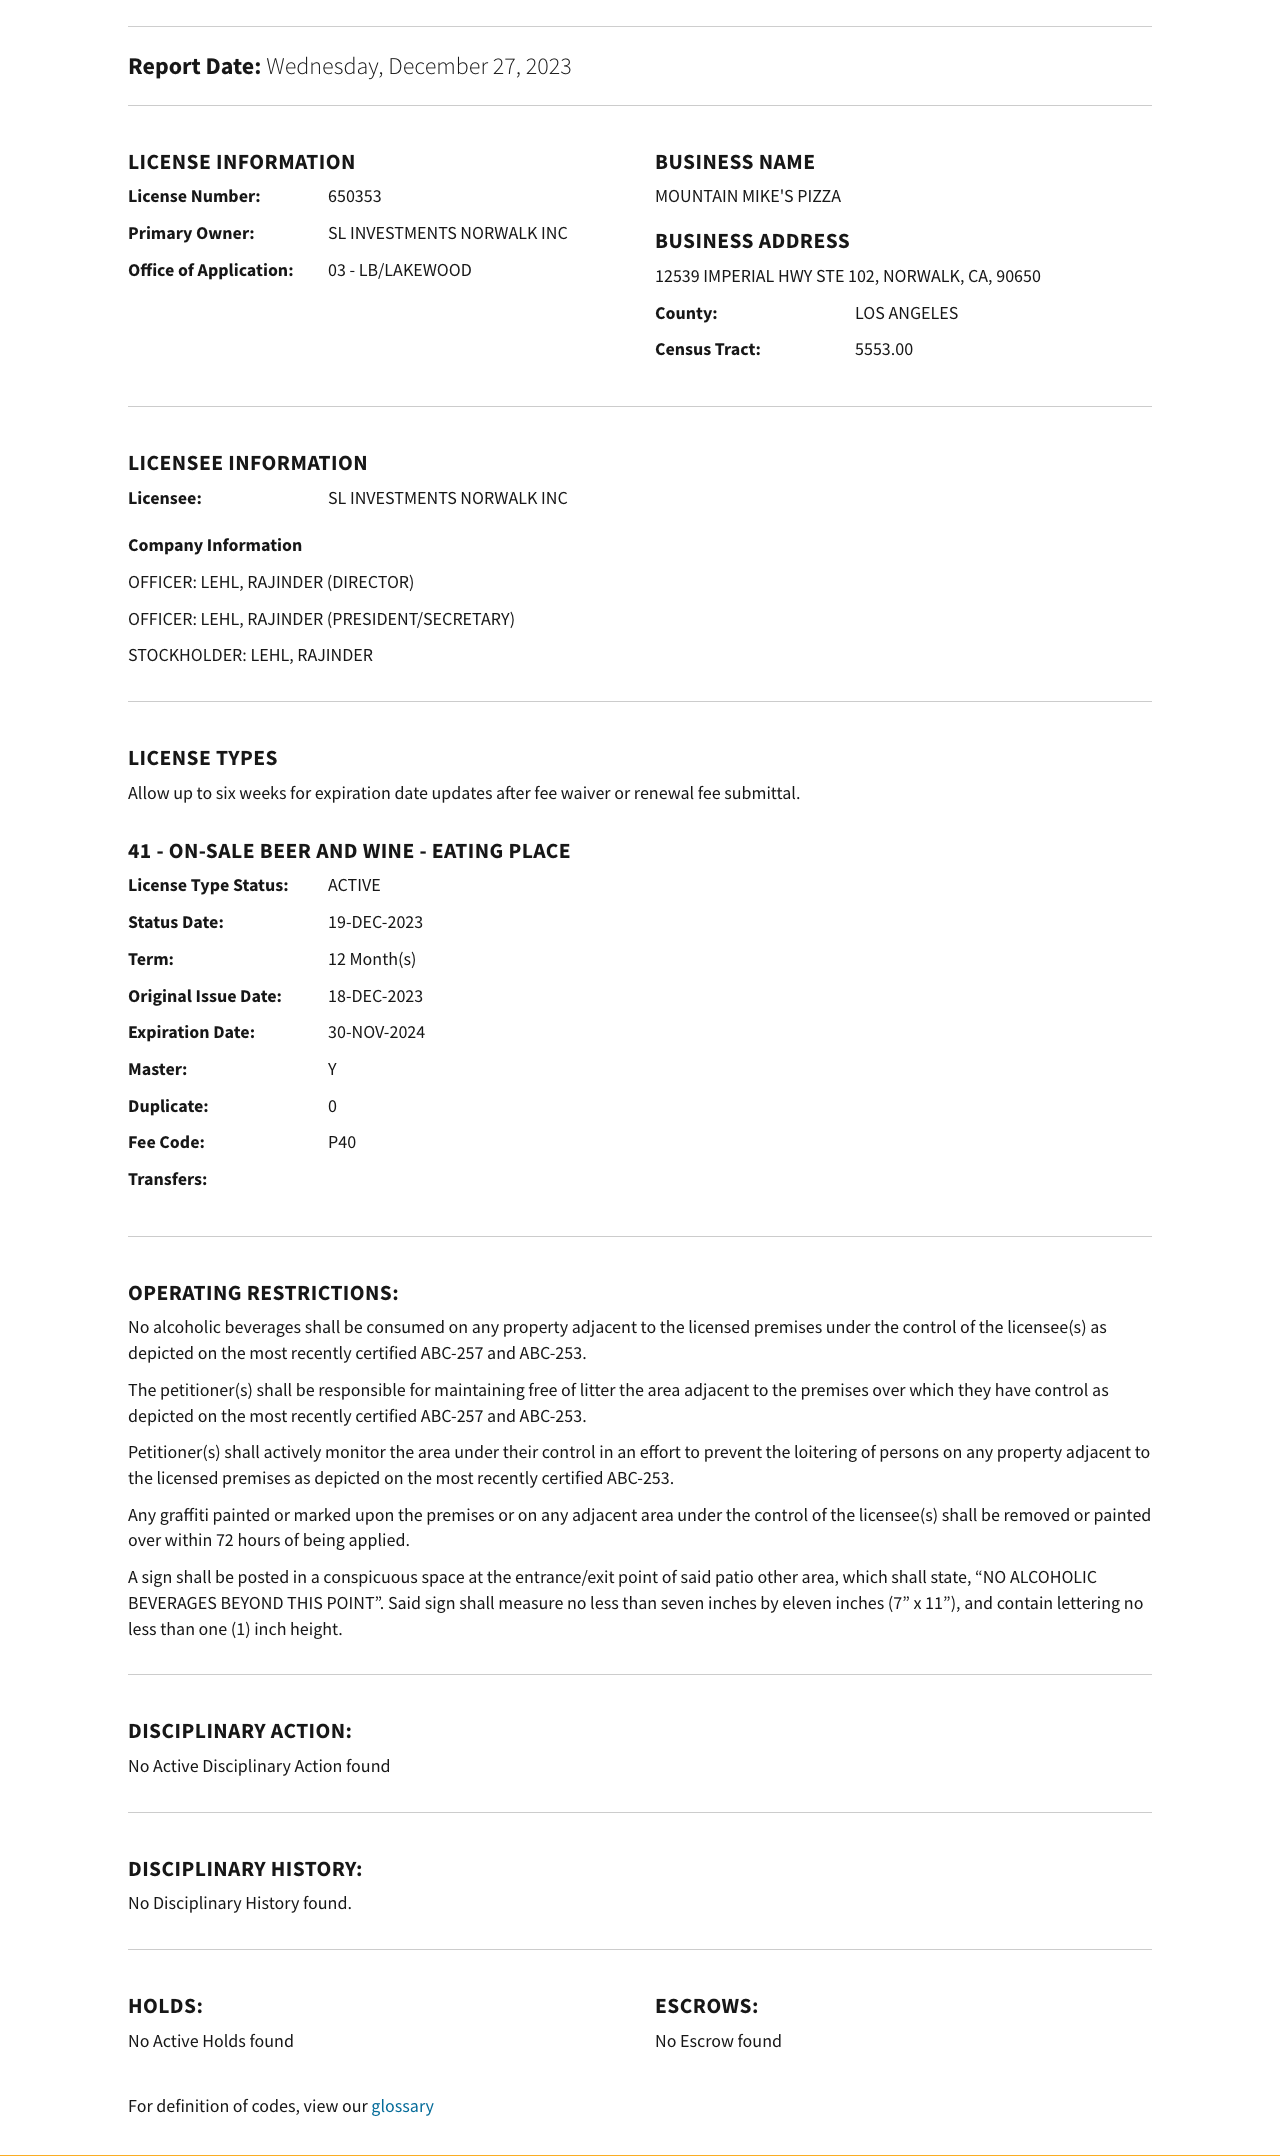 Report Date: Wednesday, December 27, 2023
LICENSE INFORMATION
License Number: 650353
Primary Owner: SL INVESTMENTS NORWALK INC
Office of Application: 03 - LB/LAKEWOOD
BUSINESS NAME
MOUNTAIN MIKE'S PIZZA
BUSINESS ADDRESS
12539 IMPERIAL HWY STE 102, NORWALK, CA, 90650
County: LOS ANGELES
Census Tract: 5553.00
LICENSEE INFORMATION
Licensee: SL INVESTMENTS NORWALK INC
Company Information
OFFICER: LEHL, RAJINDER (DIRECTOR)
OFFICER: LEHL, RAJINDER (PRESIDENT/SECRETARY)
STOCKHOLDER: LEHL, RAJINDER
LICENSE TYPES
Allow up to six weeks for expiration date updates after fee waiver or renewal fee submittal.
41 - ON-SALE BEER AND WINE - EATING PLACE
License Type Status: ACTIVE
Status Date: 19-DEC-2023
Term: 12 Month(s)
Original Issue Date: 18-DEC-2023
Expiration Date: 30-NOV-2024
Master: Y
Duplicate: 0
Fee Code: P40
Transfers:
OPERATING RESTRICTIONS:
No alcoholic beverages shall be consumed on any property adjacent to the licensed premises under the control of the licensee(s) as
depicted on the most recently certified ABC-257 and ABC-253.
The petitioner(s) shall be responsible for maintaining free of litter the area adjacent to the premises over which they have control as
depicted on the most recently certified ABC-257 and ABC-253.
Petitioner(s) shall actively monitor the area under their control in an effort to prevent the loitering of persons on any property adjacent to
the licensed premises as depicted on the most recently certified ABC-253.
Any graffiti painted or marked upon the premises or on any adjacent area under the control of the licensee(s) shall be removed or painted
over within 72 hours of being applied.
A sign shall be posted in a conspicuous space at the entrance/exit point of said patio other area, which shall state, “NO ALCOHOLIC
BEVERAGES BEYOND THIS POINT”. Said sign shall measure no less than seven inches by eleven inches (7” x 11”), and contain lettering no
less than one (1) inch height.
DISCIPLINARY ACTION:
No Active Disciplinary Action found
DISCIPLINARY HISTORY:
No Disciplinary History found.
HOLDS:
No Active Holds found
ESCROWS:
No Escrow found
For definition of codes, view our glossary